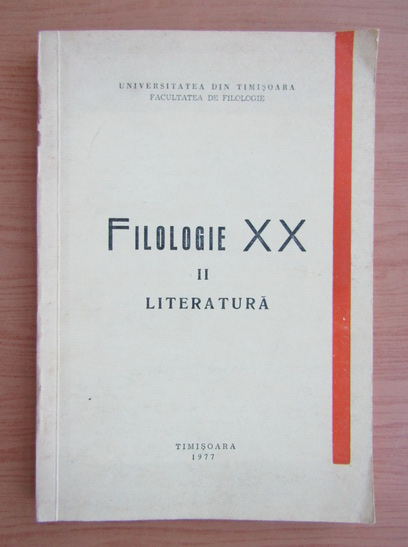 UNIVERSITATEA DIN TIMIȘOARA
FACULTATEA DE FILOLOGIE
FILOLOGIE XX
II
LITERATURĂ
TIMIȘOARA
1977